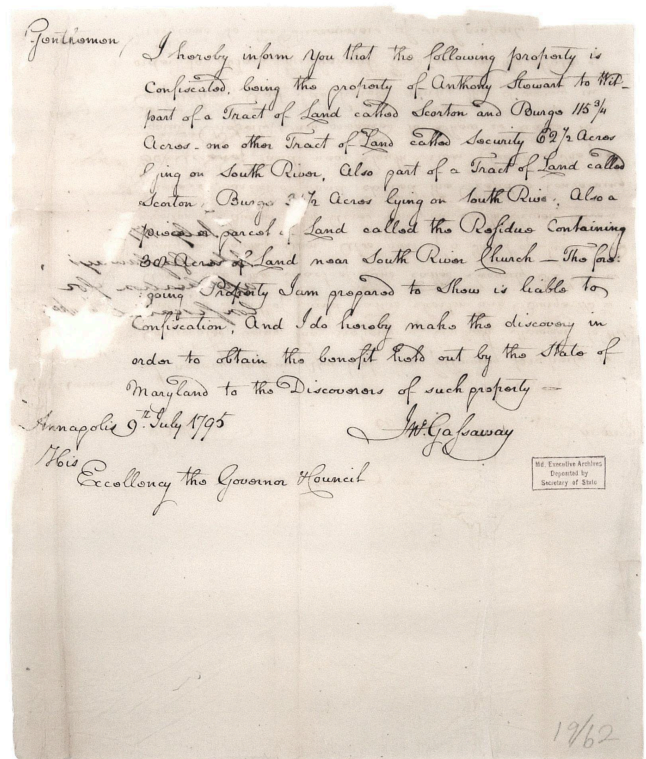 Gentlemen,
I hereby inform You that the following property is
Confiscated, being the property of Anthony Stewart to Wit_
part of a Tract of Land called Scorton and Burgo 115 3/4
Acres - one other Tract of Land called Security 62 1/2 Acres
lying on South River, Also part of a Tract of Land called
Scorton, Burgo 1/2 Acres lying on South River, Also a
piece or parcel of Land called the Residue Containing
Acres of Land near South River Church — The fore:
:going Property I am prepared to Show is liable to
Confiscation, And I do hereby make the discovery in
order to obtain the benefit held out by the State of
Maryland to the Discoverers of such property —
Annapolis 9th July 1795
Gassaway
His
Excellency the Governor & Council
Md. Executive Archives
Deposited by
Secretary of State
19/62